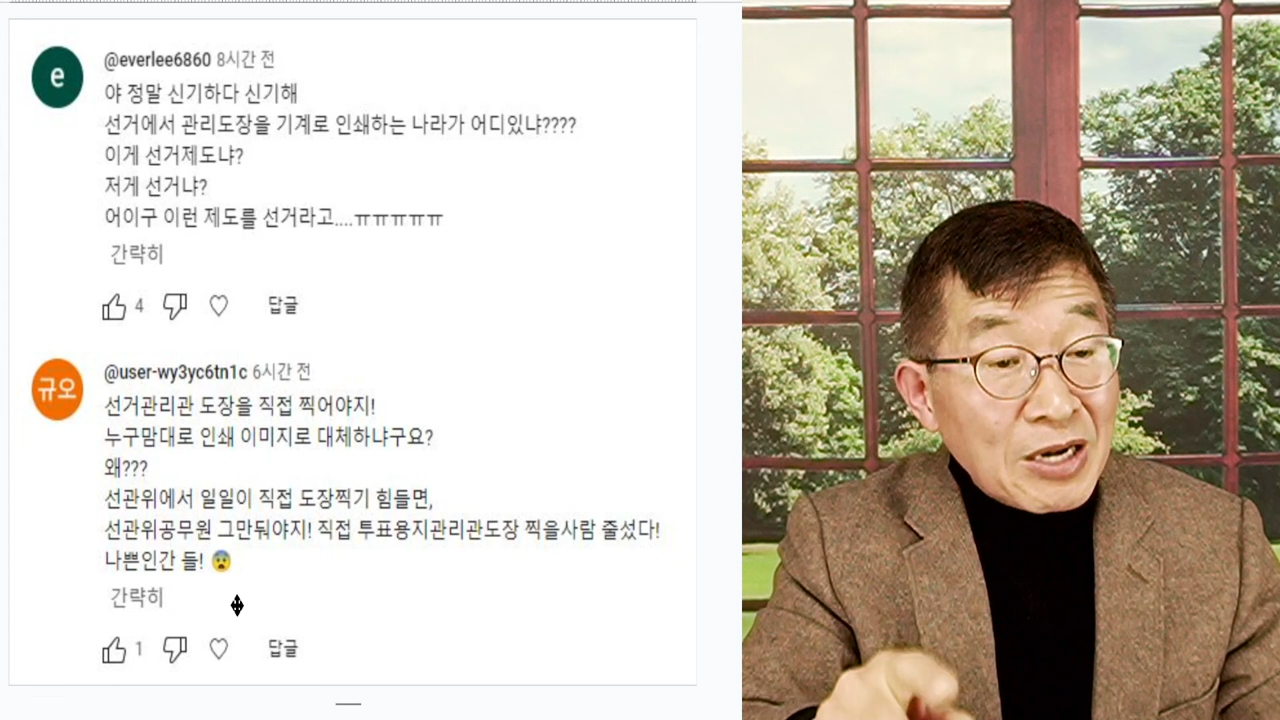 e
@everlee6860 8시간 전
야 정말 신기하다 신기해
선거에서 관리도장을 기계로 인쇄하는 나라가 어디있냐????
이게 선거제도냐?
저게 선거냐?
어이구 이런 제도를 선거라고....ㅠㅠㅠㅠㅠ
간략히
4 답글
규오
@user-wy3yc6tn1c 6시간 전
선거관리관 도장을 직접 찍어야지!
누구맘대로 인쇄 이미지로 대체하냐구요?
왜???
선관위에서 일일이 직접 도장찍기 힘들면,
선관위공무원 그만둬야지! 직접 투표용지관리관도장 찍을사람 줄섰다!
나쁜인간 들! 😨
간략히
1 답글